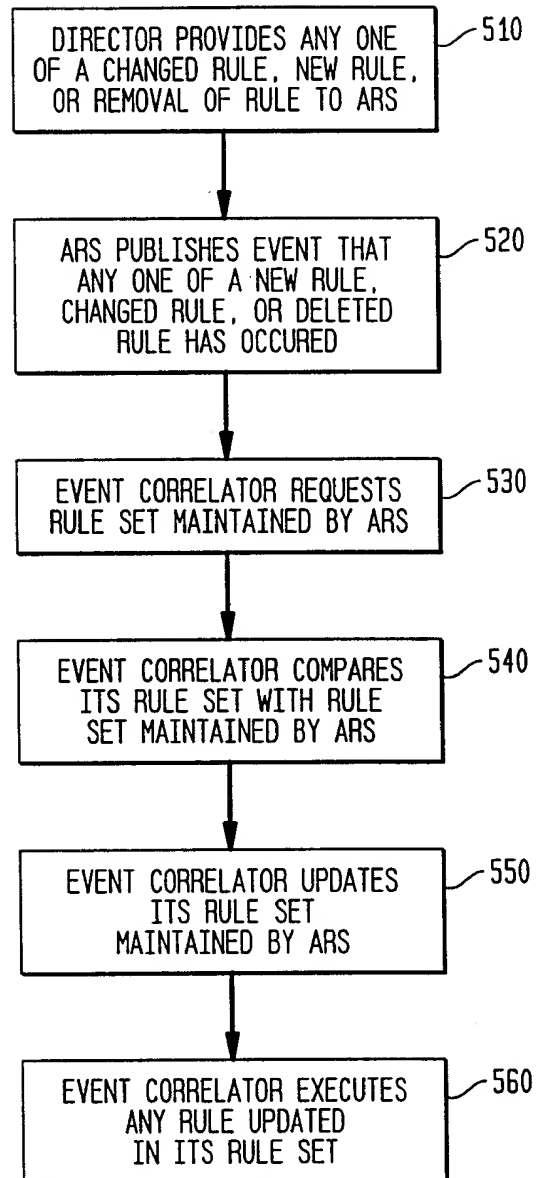 DIRECTOR PROVIDES ANY ONE
OF A CHANGED RULE, NEW RULE,
OR REMOVAL OF RULE TO ARS
510
ARS PUBLISHES EVENT THAT
ANY ONE OF A NEW RULE,
CHANGED RULE, OR DELETED
RULE HAS OCCURED
520
EVENT CORRELATOR REQUESTS
RULE SET MAINTAINED BY ARS
530
EVENT CORRELATOR COMPARES
ITS RULE SET WITH RULE
SET MAINTAINED BY ARS
540
EVENT CORRELATOR UPDATES
ITS RULE SET
MAINTAINED BY ARS
550
EVENT CORRELATOR EXECUTES
ANY RULE UPDATED
IN ITS RULE SET
560